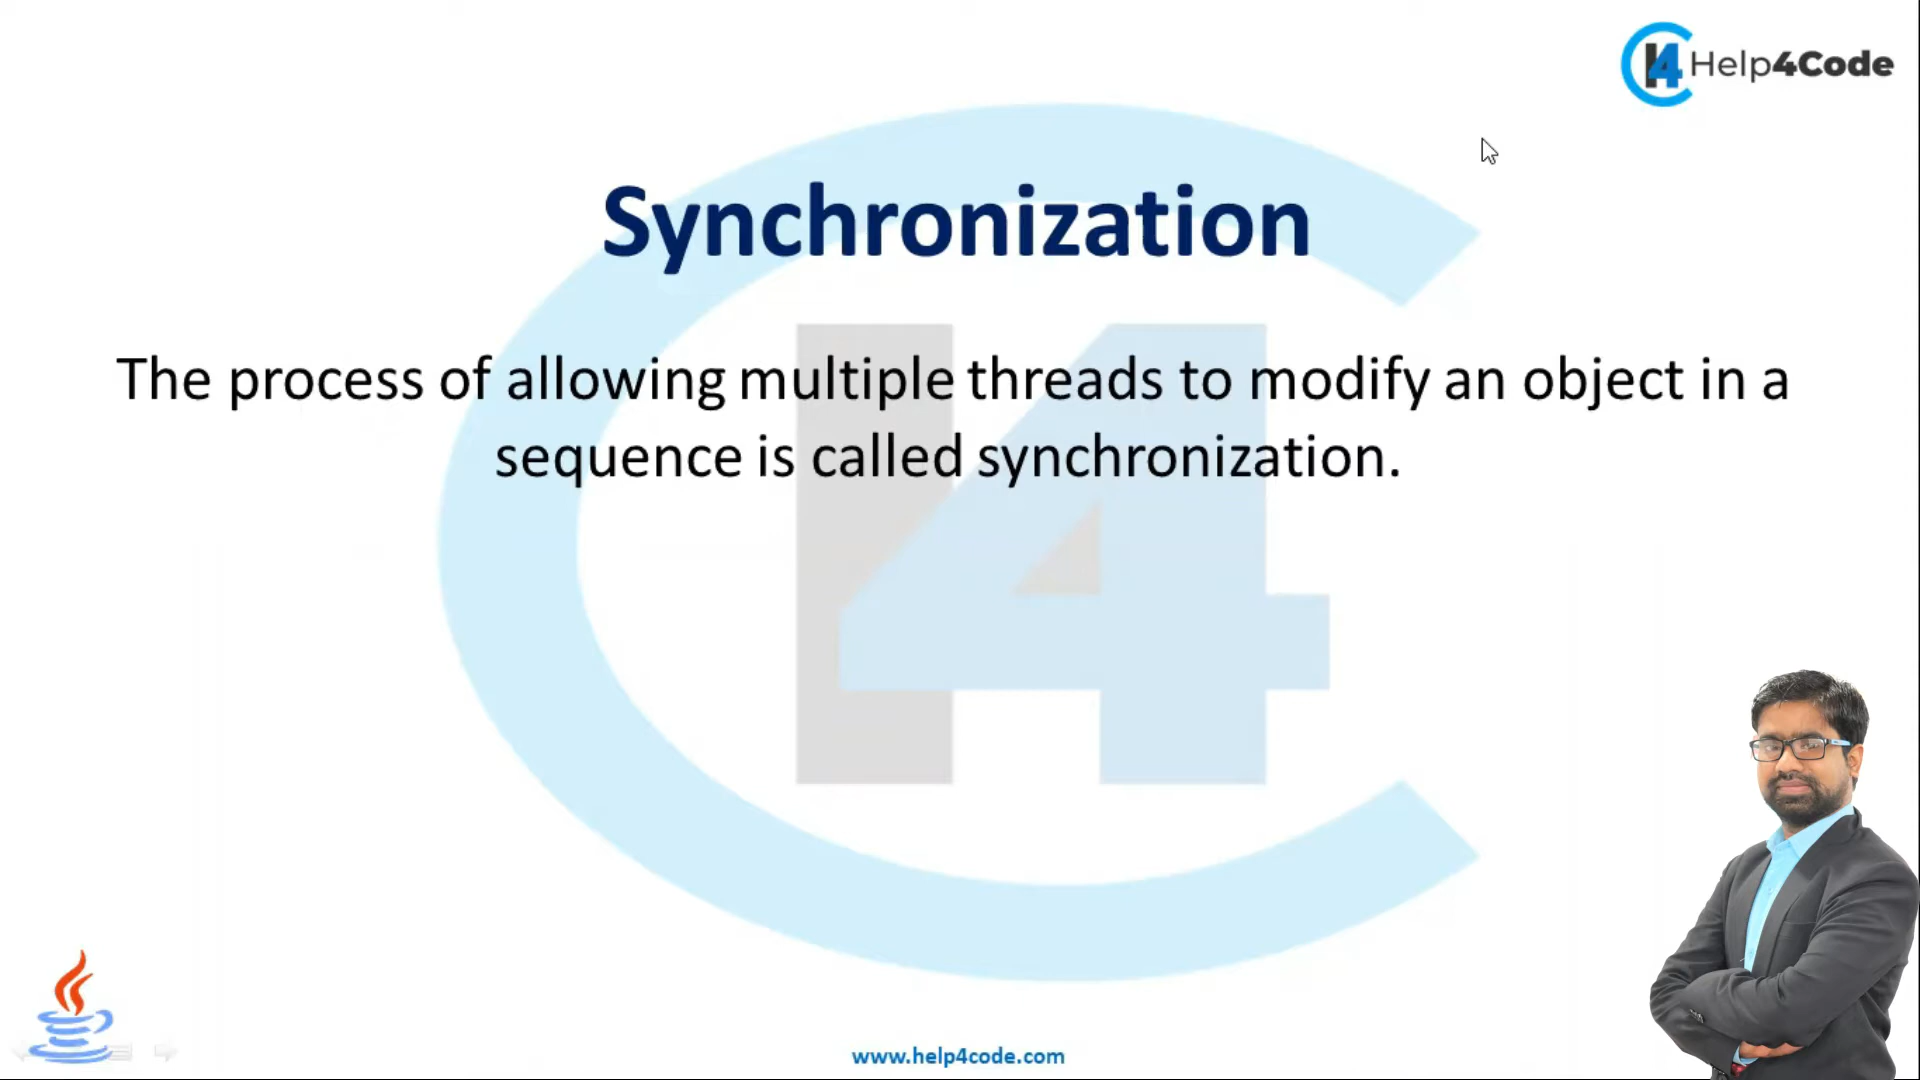 Help4Code
Synchronization
The process of allowing multiple threads to modify an object in a
sequence is called synchronization.
www.help4code.com